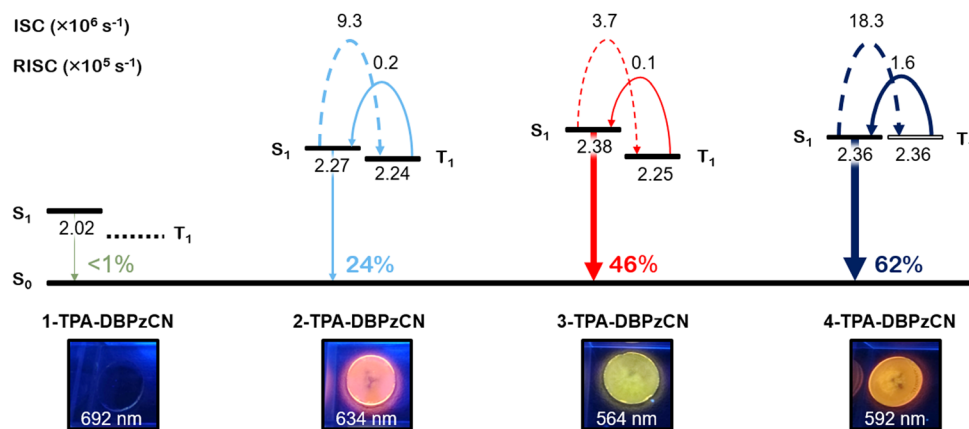 ISC (×10⁶ s⁻¹) 9.3 3.7 18.3
RISC (×10⁵ s⁻¹) 0.2 0.1 1.6
S₁ 2.27 2.24 T₁
S₁ 2.38 2.25 T₁
S₁ 2.36 2.36
S₁ 2.02 T₁
<1% 24% 46% 62%
S₀
1-TPA-DBPzCN 2-TPA-DBPzCN 3-TPA-DBPzCN 4-TPA-DBPzCN
692 nm 634 nm 564 nm 592 nm